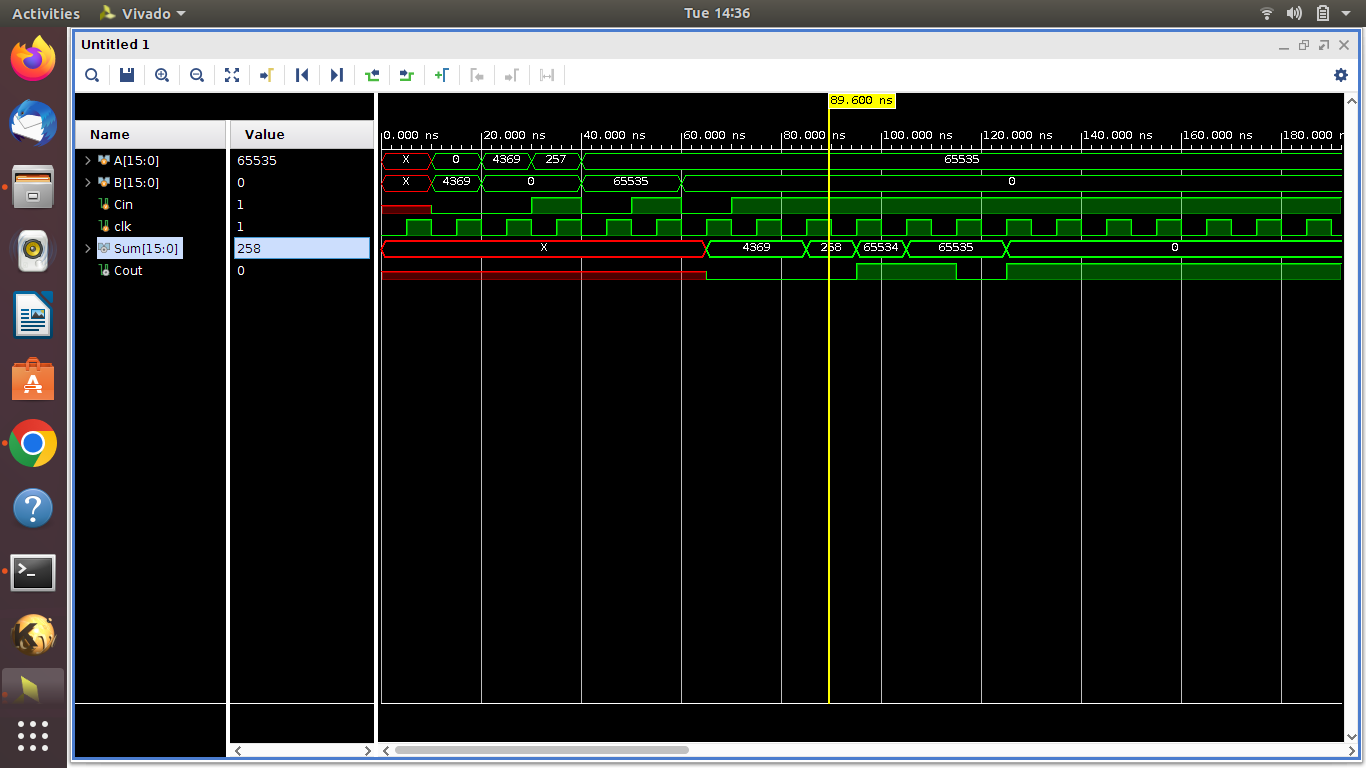 Activities Vivado Tue 14:36
Untitled 1
89.600 ns
Name Value 0.000 ns 20.000 ns 40.000 ns 60.000 ns 80.000 ns 100.000 ns 120.000 ns 140.000 ns 160.000 ns 180.000 n
A[15:0] 65535 X 0 4369 257 65535
B[15:0] 0 X 4369 0 65535 0
Cin 1
clk 1
Sum[15:0] 258 X 4369 258 65534 65535 0
Cout 0